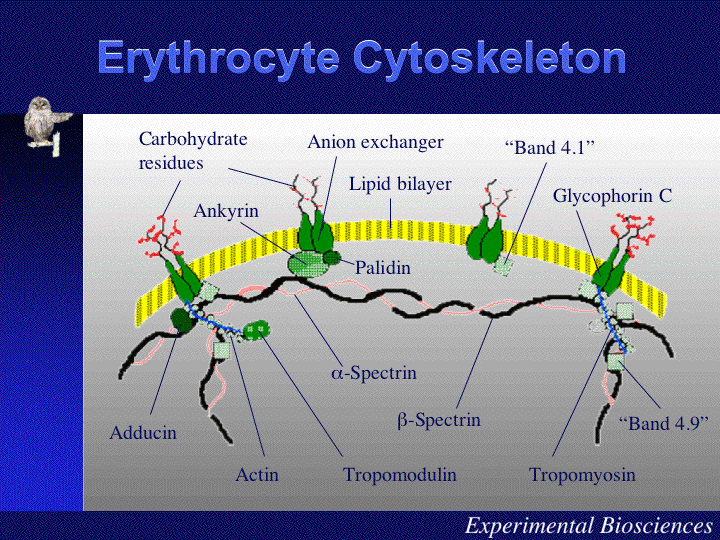 Erythrocyte Cytoskeleton
Carbohydrate
residues
Anion exchanger
“Band 4.1”
Lipid bilayer
Glycophorin C
Ankyrin
Palidin
α-Spectrin
β-Spectrin
“Band 4.9”
Adducin
Actin
Tropomodulin
Tropomyosin
Experimental Biosciences